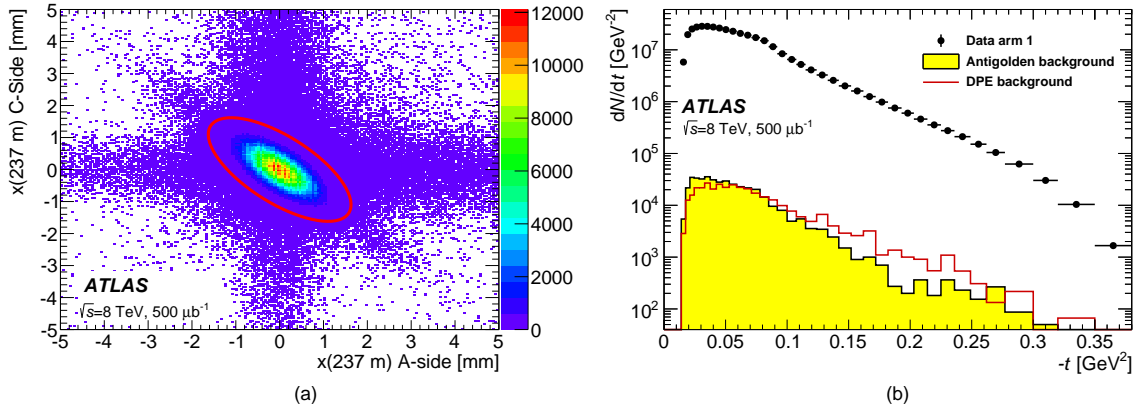 x(237 m) C-Side [mm]
5
4
3
2
1
0
-1
-2
-3
-4
-5
ATLAS
√s=8 TeV, 500 μb⁻¹
-5 -4 -3 -2 -1 0 1 2 3 4 5
x(237 m) A-side [mm]
12000
10000
8000
6000
4000
2000
0
(a)
dN/dt [GeV⁻²]
10⁷
10⁶
10⁵
10⁴
10³
10²
Data arm 1
Antigolden background
DPE background
ATLAS
√s=8 TeV, 500 μb⁻¹
0 0.05 0.1 0.15 0.2 0.25 0.3 0.35
-t [GeV²]
(b)